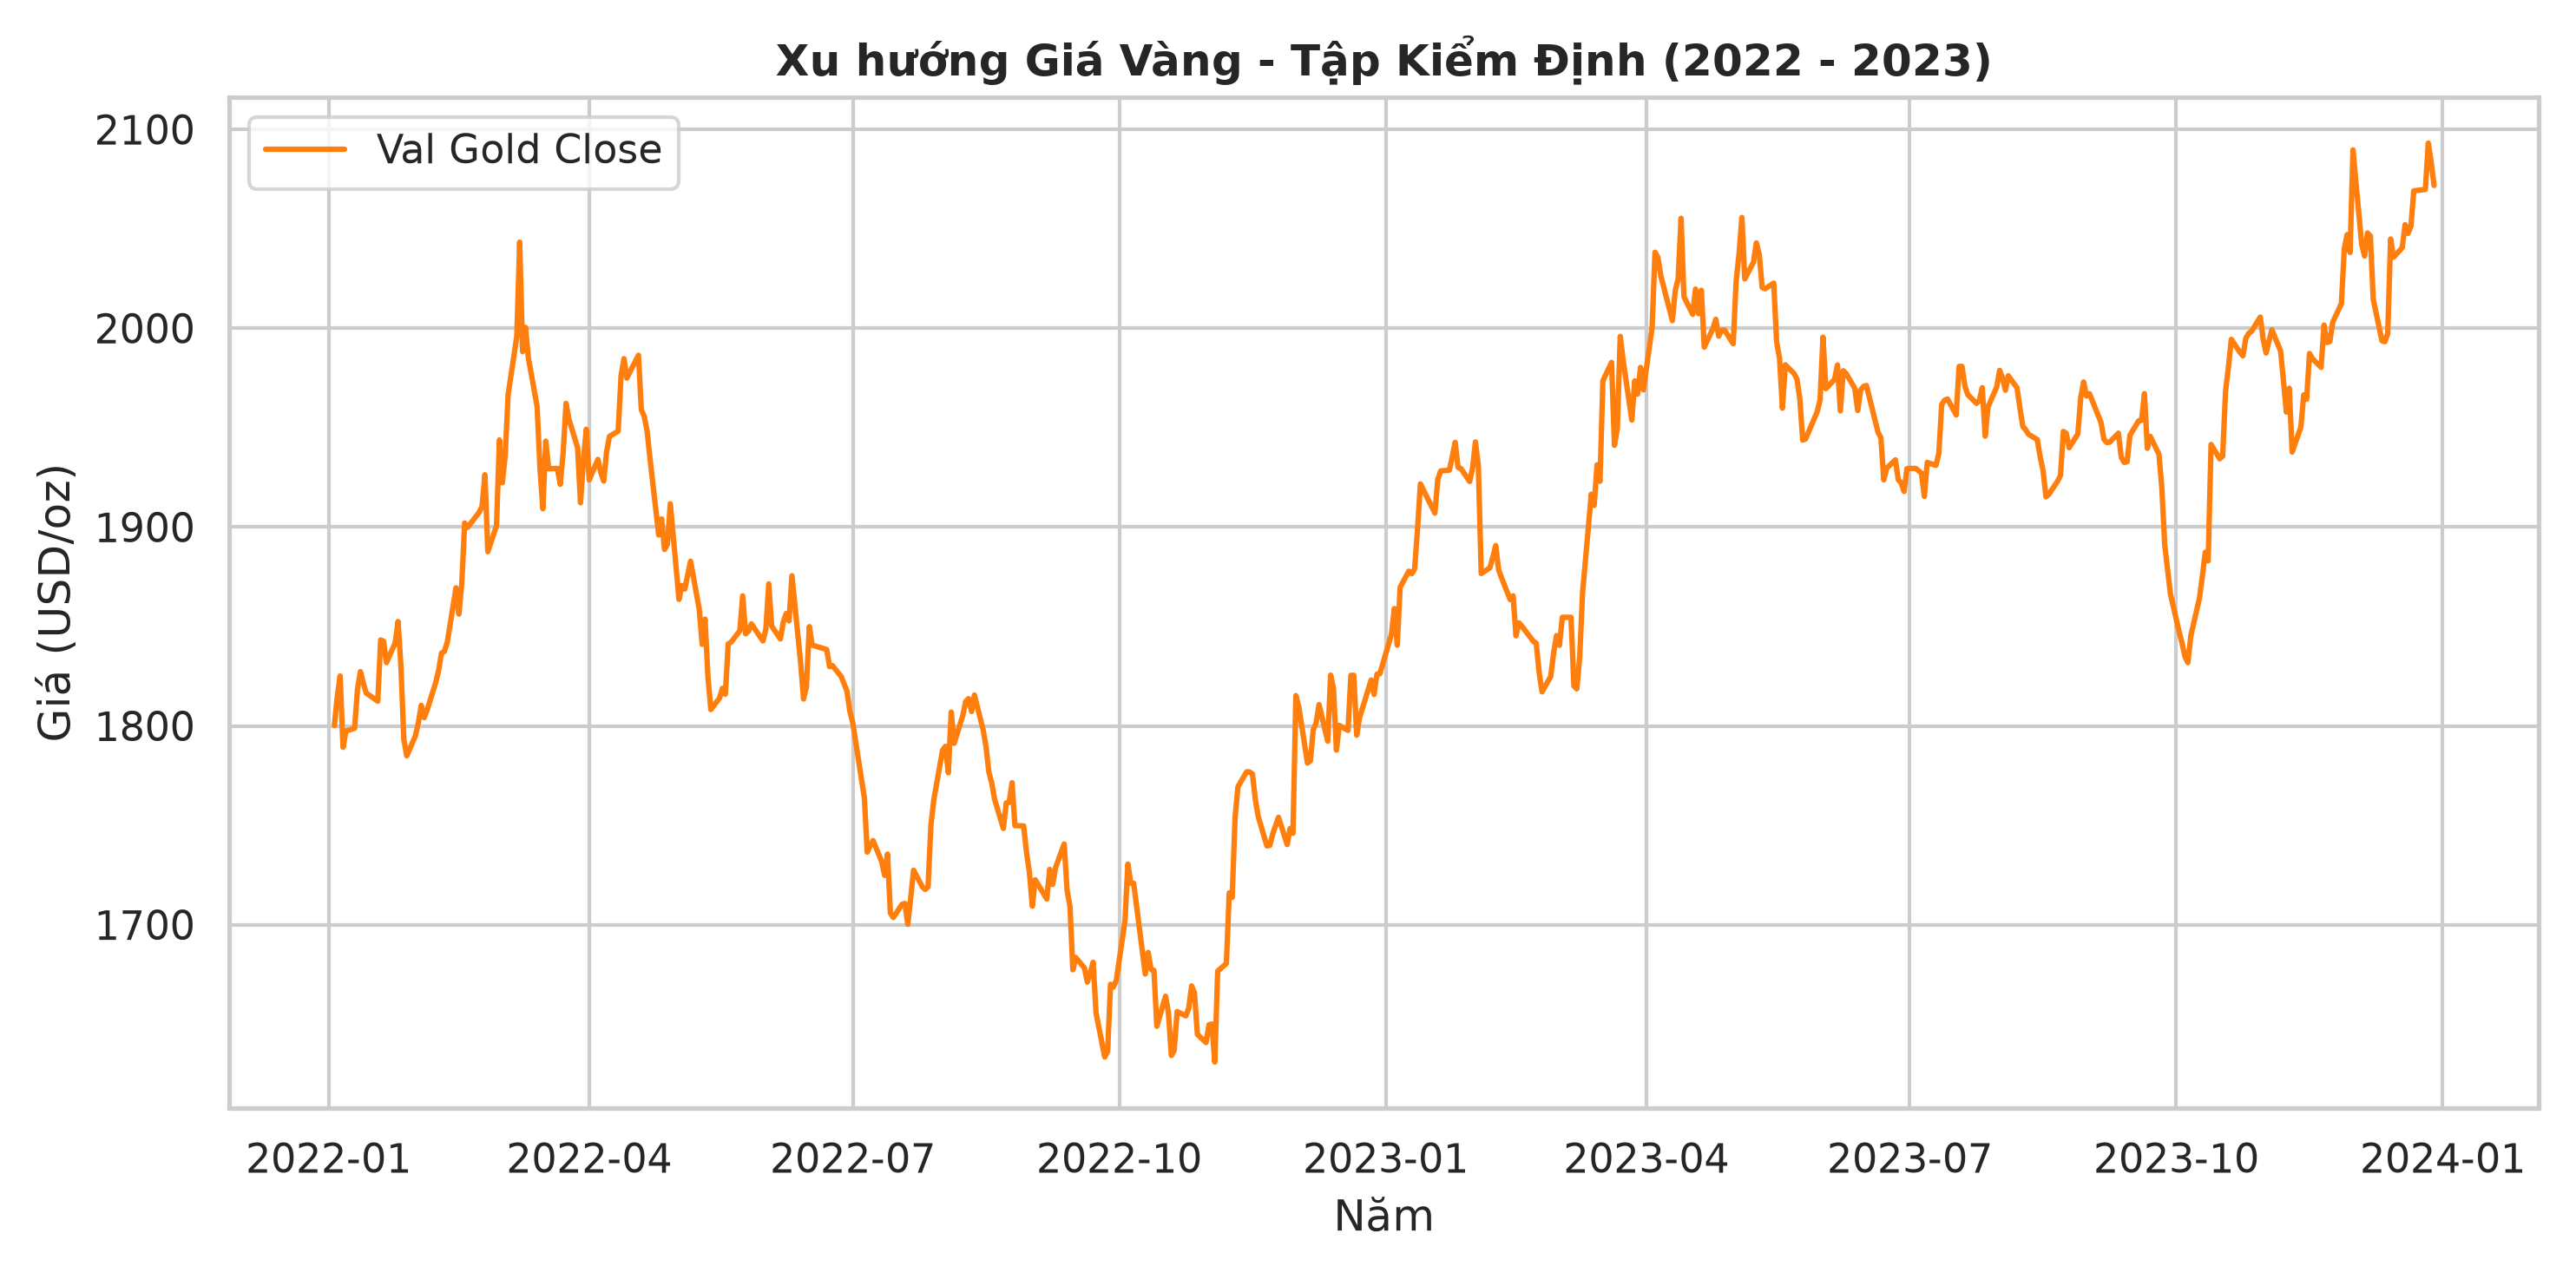 Xu hướng Giá Vàng - Tập Kiểm Định (2022 - 2023)
Val Gold Close
Giá (USD/oz)
2100
2000
1900
1800
1700
2022-01 2022-04 2022-07 2022-10 2023-01 2023-04 2023-07 2023-10 2024-01
Năm